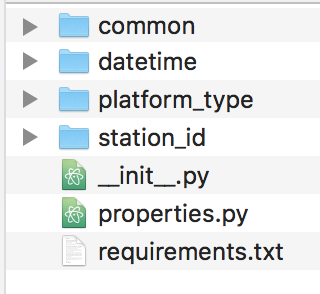 common
datetime
platform_type
station_id
__init__.py
properties.py
requirements.txt